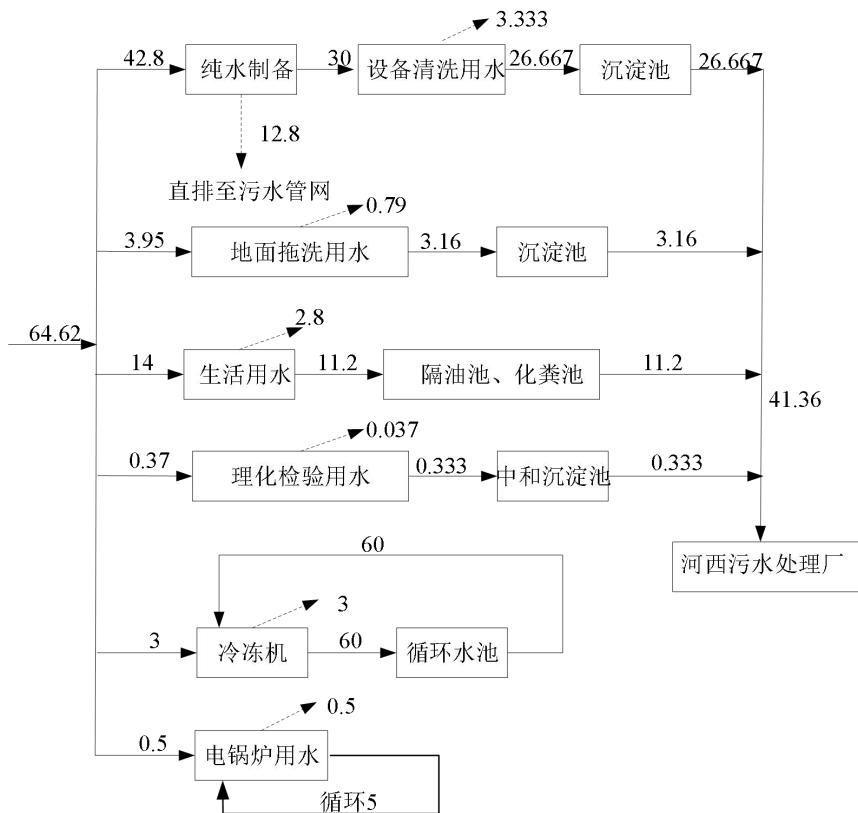 3.333
42.8
纯水制备
30
设备清洗用水
26.667
沉淀池
26.667
12.8
直排至污水管网
0.79
3.95
地面拖洗用水
3.16
沉淀池
3.16
2.8
64.62
14
生活用水
11.2
隔油池、化粪池
11.2
41.36
0.037
0.37
理化检验用水
0.333
中和沉淀池
0.333
60
河西污水处理厂
3
3
冷冻机
60
循环水池
0.5
0.5
电锅炉用水
循环5